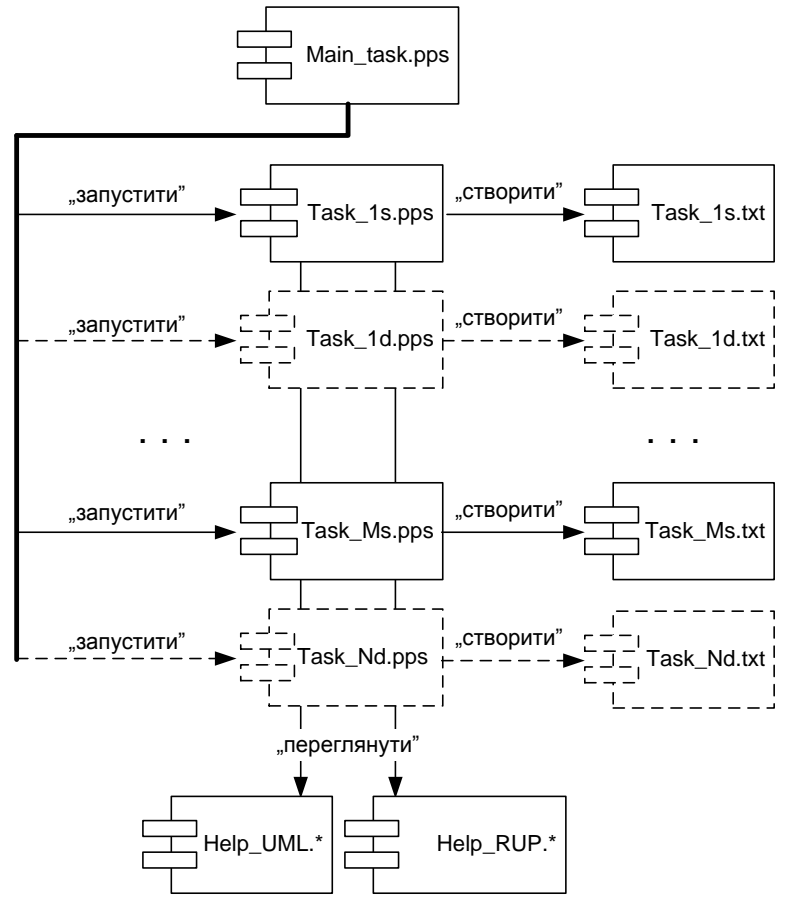 Main_task.pps
„запустити”
Task_1s.pps
„створити”
Task_1s.txt
„запустити”
Task_1d.pps
„створити”
Task_1d.txt
. . .
. . .
„запустити”
Task_Ms.pps
„створити”
Task_Ms.txt
„запустити”
Task_Nd.pps
„створити”
Task_Nd.txt
„переглянути”
Help_UML.*
Help_RUP.*